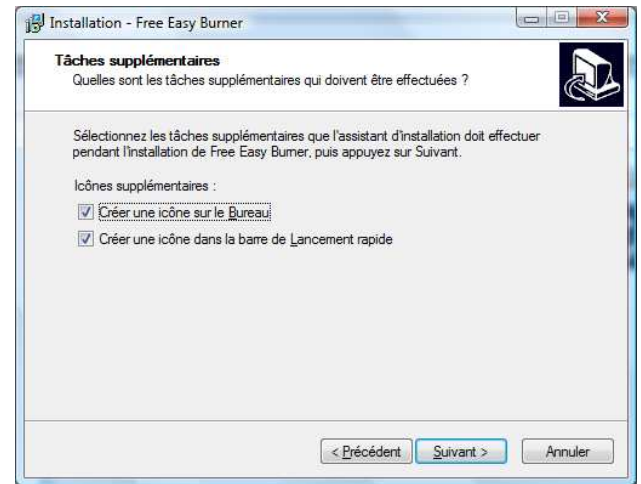 Installation - Free Easy Burner
Tâches supplémentaires
Quelles sont les tâches supplémentaires qui doivent être effectuées ?
Sélectionnez les tâches supplémentaires que l'assistant d'installation doit effectuer
pendant l'installation de Free Easy Burner, puis appuyez sur Suivant.
Icônes supplémentaires :
Créer une icône sur le Bureau
Créer une icône dans la barre de Lancement rapide
< Précédent
Suivant >
Annuler